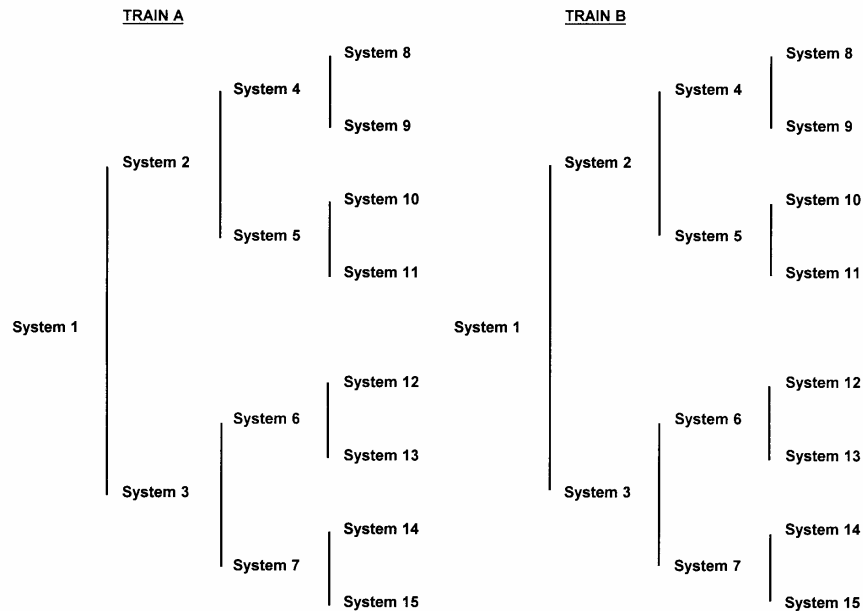 TRAIN A
System 8
System 4
System 9
System 2
System 10
System 5
System 11
System 1
System 12
System 6
System 13
System 3
System 14
System 7
System 15
TRAIN B
System 8
System 4
System 9
System 2
System 10
System 5
System 11
System 1
System 12
System 6
System 13
System 3
System 14
System 7
System 15